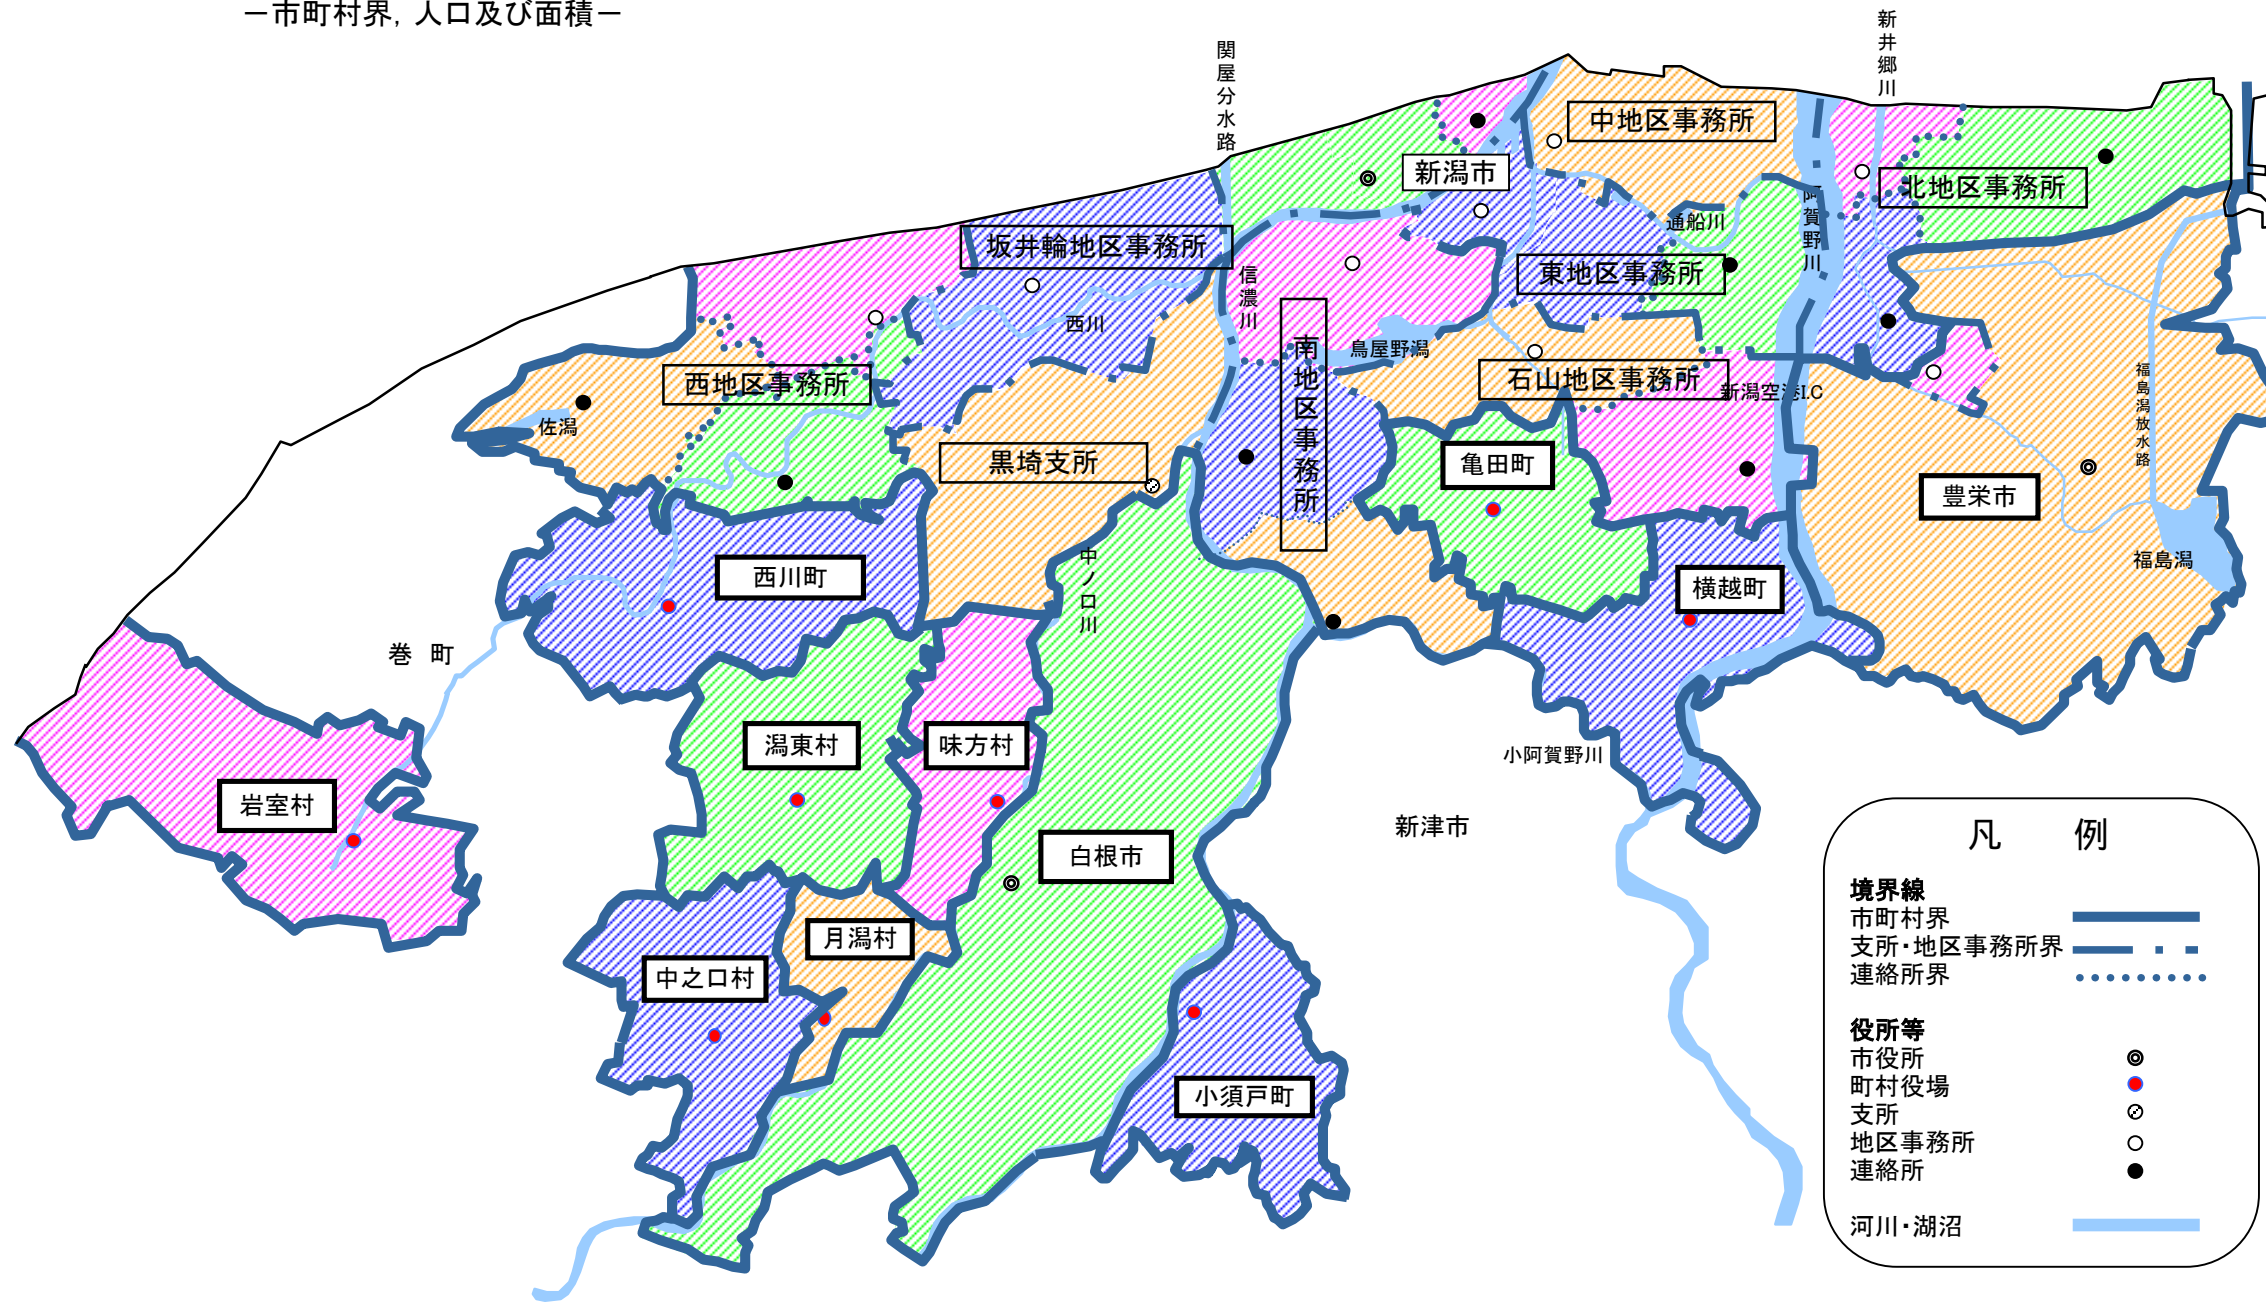 －市町村界，人口及び面積－
関屋分水路
新井郷川
中地区事務所
新潟市
北地区事務所
通船川
阿賀野川
坂井輪地区事務所
東地区事務所
信濃川
西川
鳥屋野潟
南地区事務所
西地区事務所
石山地区事務所
新潟空港I.C
福島潟放水路
佐潟
黒埼支所
亀田町
豊栄市
福島潟
西川町
中ノ口川
横越町
巻 町
潟東村
味方村
小阿賀野川
岩室村
新津市
白根市
月潟村
中之口村
小須戸町
凡 例
境界線
市町村界
支所・地区事務所界
連絡所界
役所等
市役所
町村役場
支所
地区事務所
連絡所
河川・湖沼